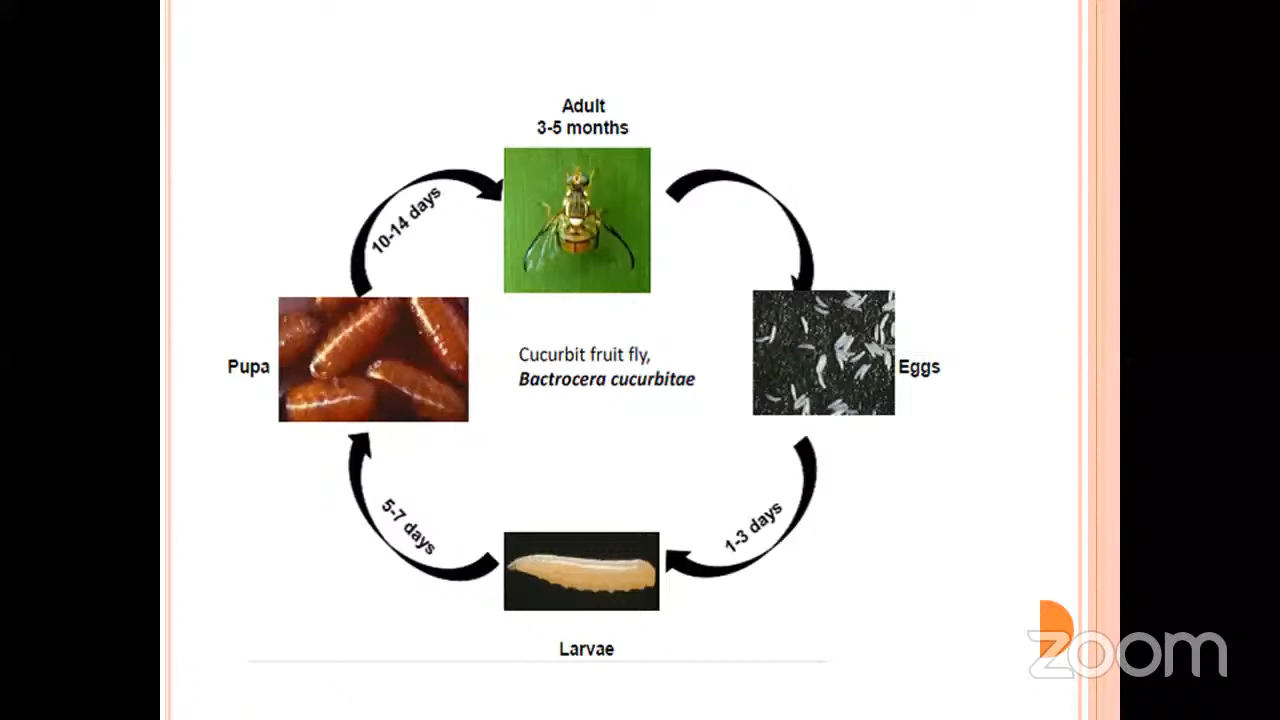 Adult
3-5 months
10-14 days
Pupa
Cucurbit fruit fly,
Bactrocera cucurbitae
Eggs
5-7 days
1-3 days
Larvae
zoom